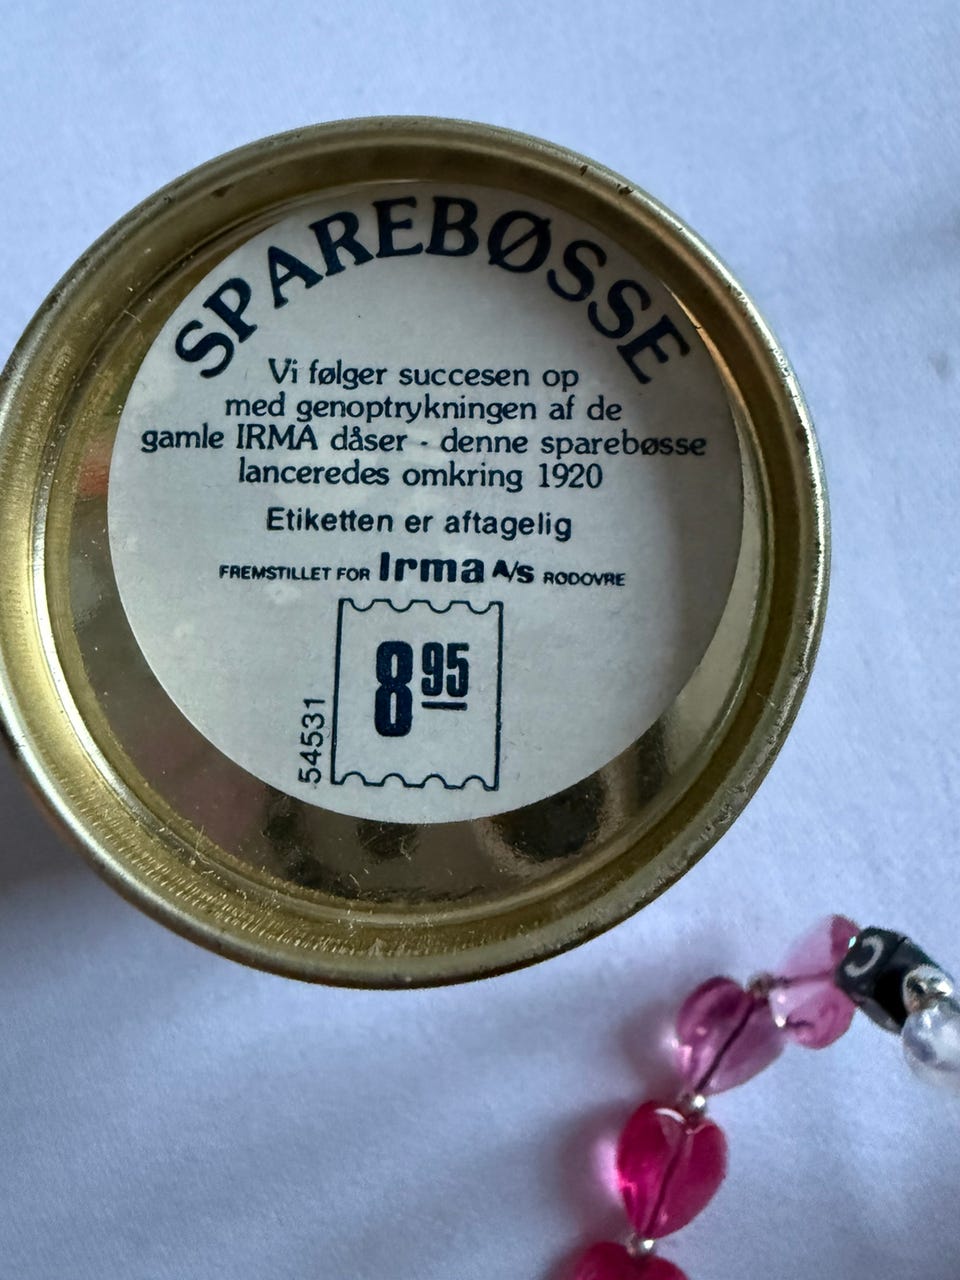 SPAREBØSSE
Vi følger succesen op
med genoptrykningen af de
gamle IRMA dåser - denne sparebøsse
lanceredes omkring 1920
Etiketten er aftagelig
FREMSTILLET FOR Irma A/S RØDOVRE
8 95
54531